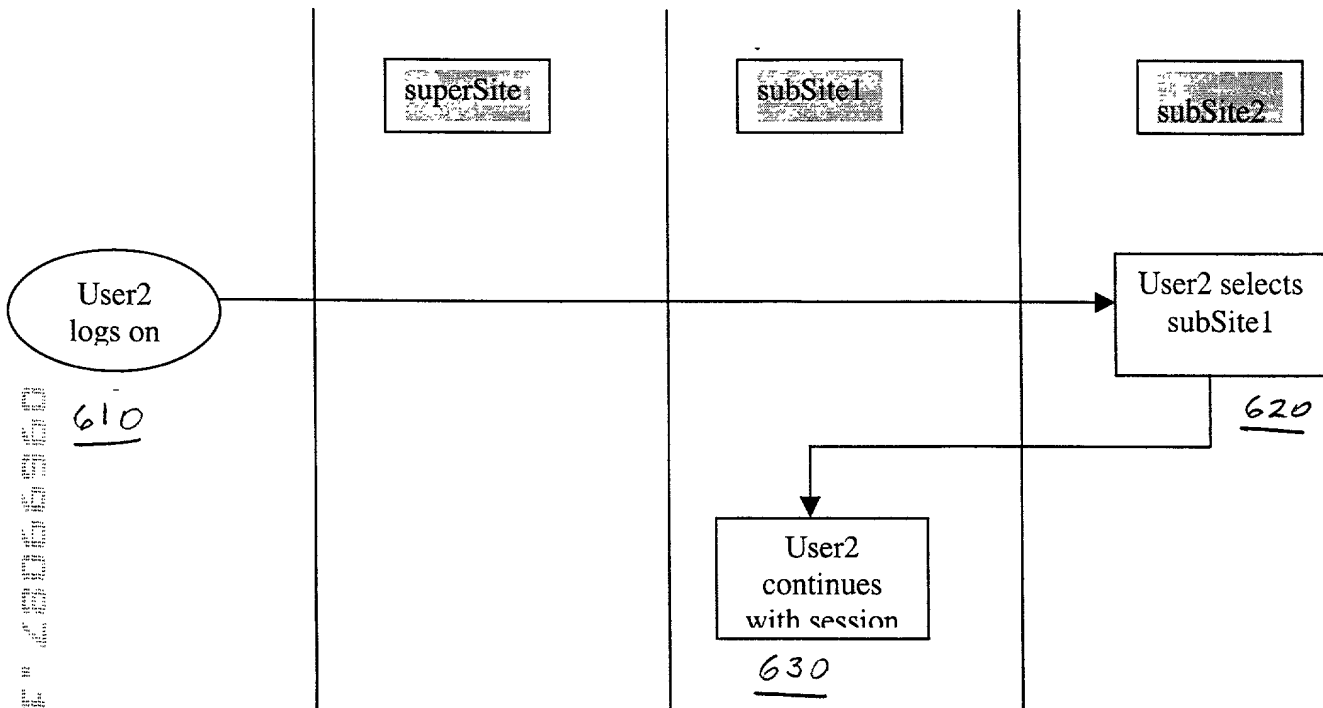 superSite
subSite1
subSite2
User2
logs on
User2 selects
subSite1
610
620
User2
continues
with session
630